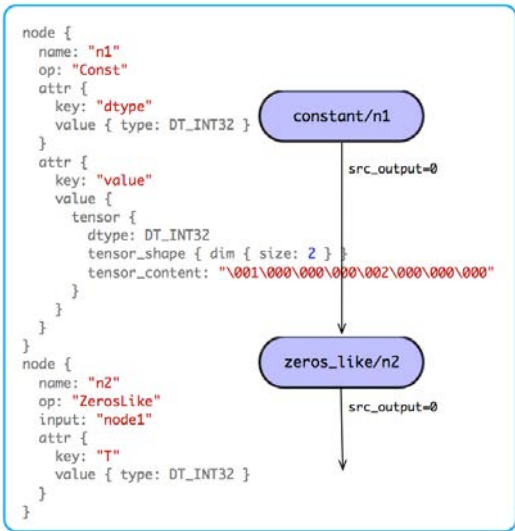 node {
  name: "n1"
  op: "Const"
  attr {
    key: "dtype"
    value { type: DT_INT32 }
  }
  attr {
    key: "value"
    value {
      tensor {
        dtype: DT_INT32
        tensor_shape { dim { size: 2 } }
        tensor_content: "\001\000\000\000\002\000\000\000"
      }
    }
  }
}
node {
  name: "n2"
  op: "ZerosLike"
  input: "node1"
  attr {
    key: "T"
    value { type: DT_INT32 }
  }
}
constant/n1
src_output=0
zeros_like/n2
src_output=0